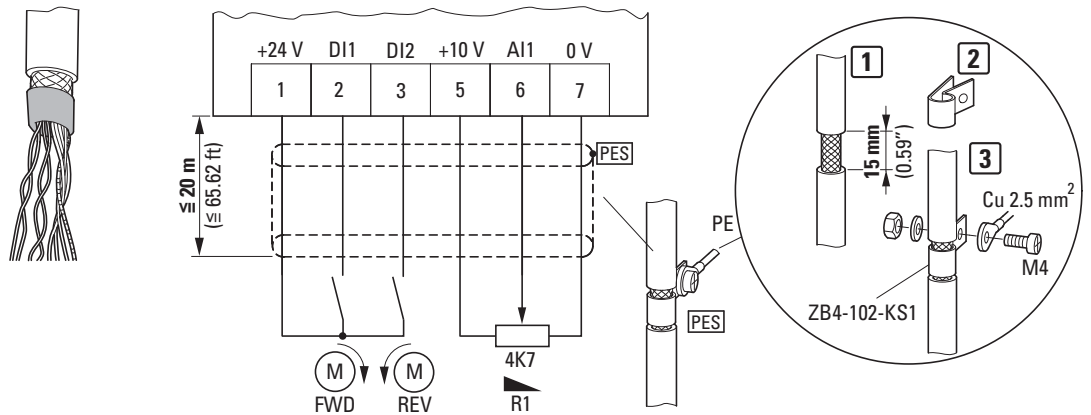 +24 V DI1 DI2 +10 V AI1 0 V
1 2 3 5 6 7
≤ 20 m
(≦ 65.62 ft)
PES
4K7
R1
M M
FWD REV
PE
PES
1
2
15 mm
(0.59″)
3
Cu 2.5 mm²
M4
ZB4-102-KS1